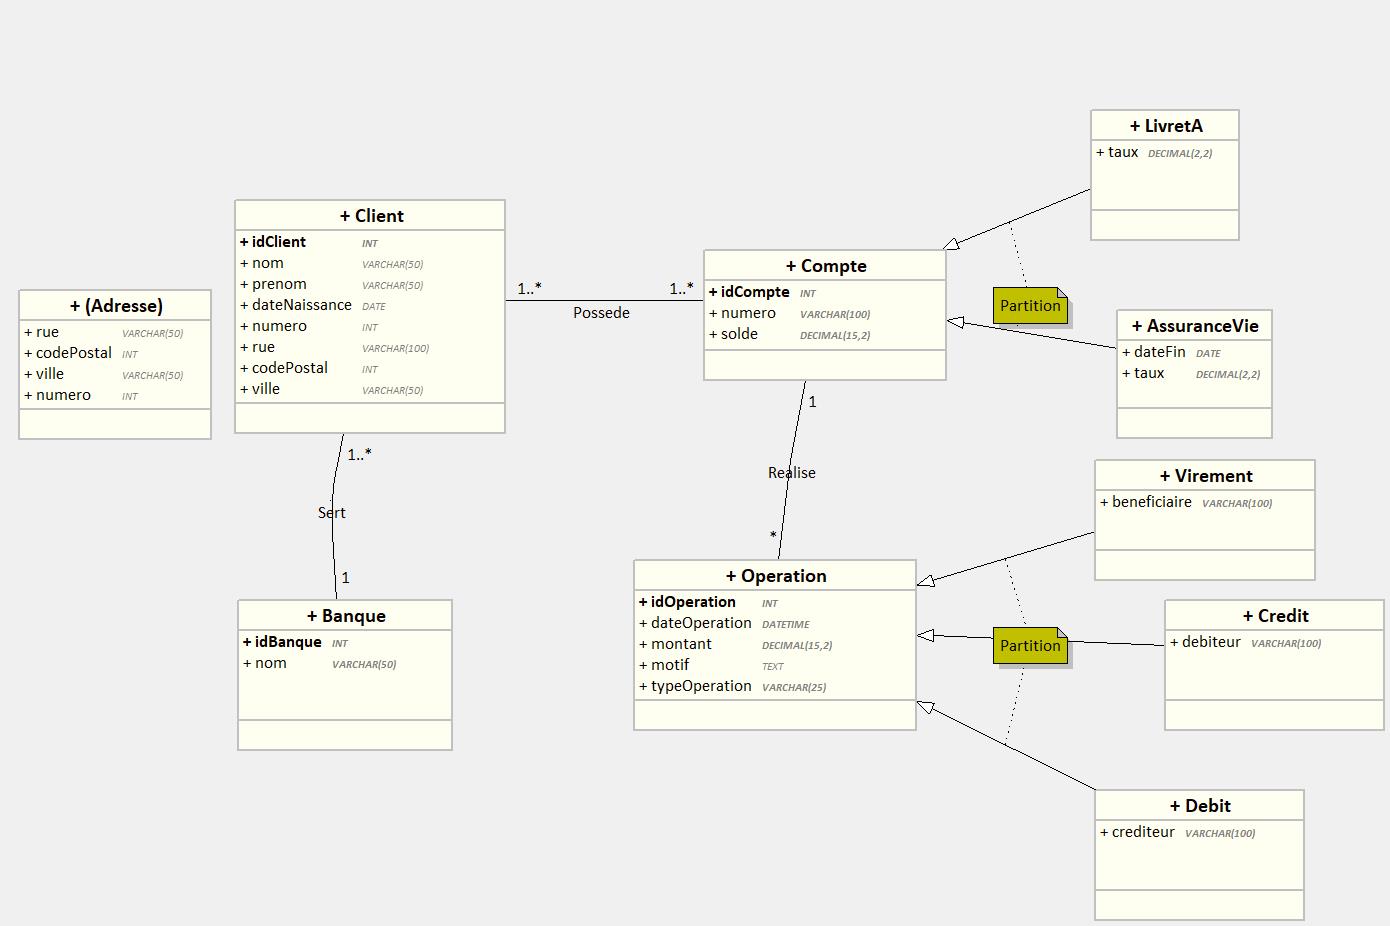 + (Adresse)
+ rue VARCHAR(50)
+ codePostal INT
+ ville VARCHAR(50)
+ numero INT
+ Client
+ idClient INT
+ nom VARCHAR(50)
+ prenom VARCHAR(50)
+ dateNaissance DATE
+ numero INT
+ rue VARCHAR(100)
+ codePostal INT
+ ville VARCHAR(50)
1..* 1..*
Possede
+ Compte
+ idCompte INT
+ numero VARCHAR(100)
+ solde DECIMAL(15,2)
+ LivretA
+ taux DECIMAL(2,2)
Partition
+ AssuranceVie
+ dateFin DATE
+ taux DECIMAL(2,2)
1..*
Sert
1
+ Banque
+ idBanque INT
+ nom VARCHAR(50)
1
Realise
*
+ Operation
+ idOperation INT
+ dateOperation DATETIME
+ montant DECIMAL(15,2)
+ motif TEXT
+ typeOperation VARCHAR(25)
+ Virement
+ beneficiaire VARCHAR(100)
Partition
+ Credit
+ debiteur VARCHAR(100)
+ Debit
+ crediteur VARCHAR(100)